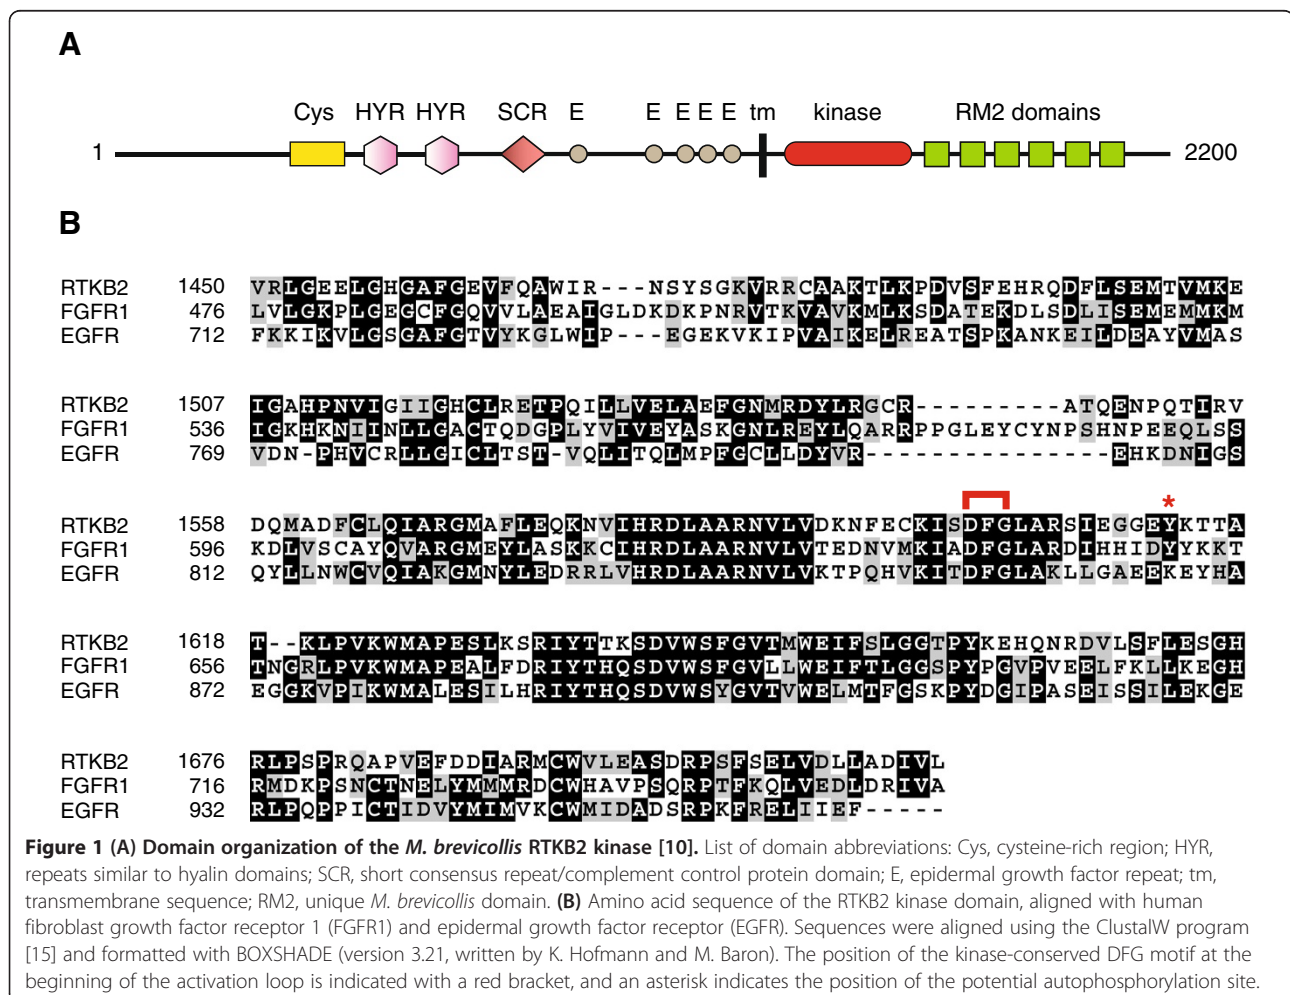 A
Cys HYR HYR SCR E E E E E tm kinase RM2 domains
1 2200
B
RTKB2 1450 VRLGEELGHGAFGEVFQAWIR---NSYSGKVRRCAAKTLKPDVSFEHRQDFLSEMTVMKE
FGFR1 476 LVLGKPLGEGCFGQVVLAEAIGLDKDKPNRVTKVAVKMLKSDATEKDLSDLISEMEMMKM
EGFR 712 FKKIKVLGSGAFGTVYKGLWIP---EGEKVKIPVAIKELREATSPKANKEILDEAYVMAS
RTKB2 1507 IGAHPNVIGIIGHCLRETPQILLVELAEFGNMRDYLRGCR---------ATQENPQTIRV
FGFR1 536 IGKHKNIINLLGACTQDGPLYVIVEYASKGNLREYLQARRPPGLEYCYNPSHNPEEQLSS
EGFR 769 VDN-PHVCRLLGICLTST-VQLITQLMPFGCLLDYVR---------------EHKDNIGS
*
RTKB2 1558 DQMADFCLQIARGMAFLEQKNVIHRDLAARNVLVDKNFECKISDFGLARSIEGGEYKTTA
FGFR1 596 KDLVSCAYQVARGMEYLASKKCIHRDLAARNVLVTEDNVMKIADFGLARDIHHIDYYKKT
EGFR 812 QYLLNWCVQIAKGMNYLEDRRLVHRDLAARNVLVKTPQHVKITDFGLAKLLGAEEKEYHA
RTKB2 1618 T--KLPVKWMAPESLKSRIYTTKSDVWSFGVTMWEIFSLGGTPYKEHQNRDVLSFLESGH
FGFR1 656 TNGRLPVKWMAPEALFDRIYTHQSDVWSFGVLLWEIFTLGGSPYPGVPVEELFKLLKEGH
EGFR 872 EGGKVPIKWMALESILHRIYTHQSDVWSYGVTVWELMTFGSKPYDGIPASEISSILEKGE
RTKB2 1676 RLPSPRQAPVEFDDIARMCWVLEASDRPSFSELVDLLADIVL
FGFR1 716 RMDKPSNCTNELYMMMRDCWHAVPSQRPTFKQLVEDLDRIVA
EGFR 932 RLPQPPICTIDVYMIMVKCWMIDADSRPKFRELIIEF-----
Figure 1 (A) Domain organization of the M. brevicollis RTKB2 kinase [10]. List of domain abbreviations: Cys, cysteine-rich region; HYR,
repeats similar to hyalin domains; SCR, short consensus repeat/complement control protein domain; E, epidermal growth factor repeat; tm,
transmembrane sequence; RM2, unique M. brevicollis domain. (B) Amino acid sequence of the RTKB2 kinase domain, aligned with human
fibroblast growth factor receptor 1 (FGFR1) and epidermal growth factor receptor (EGFR). Sequences were aligned using the ClustalW program
[15] and formatted with BOXSHADE (version 3.21, written by K. Hofmann and M. Baron). The position of the kinase-conserved DFG motif at the
beginning of the activation loop is indicated with a red bracket, and an asterisk indicates the position of the potential autophosphorylation site.